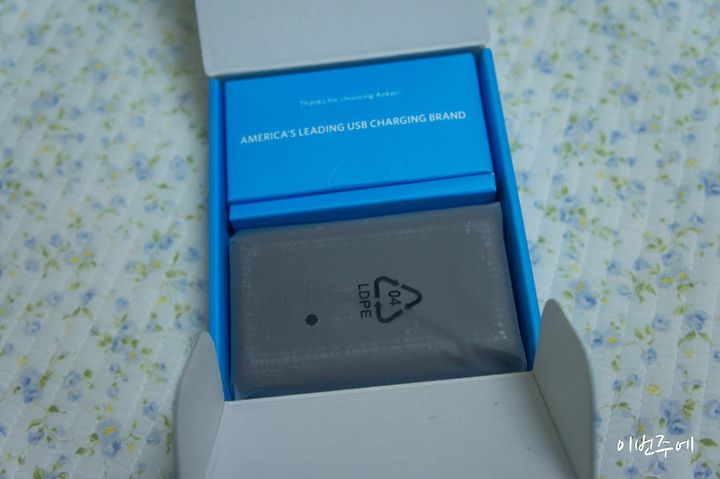 Thanks for choosing Anker!
AMERICA'S LEADING USB CHARGING BRAND
04
LDPE
이번주에